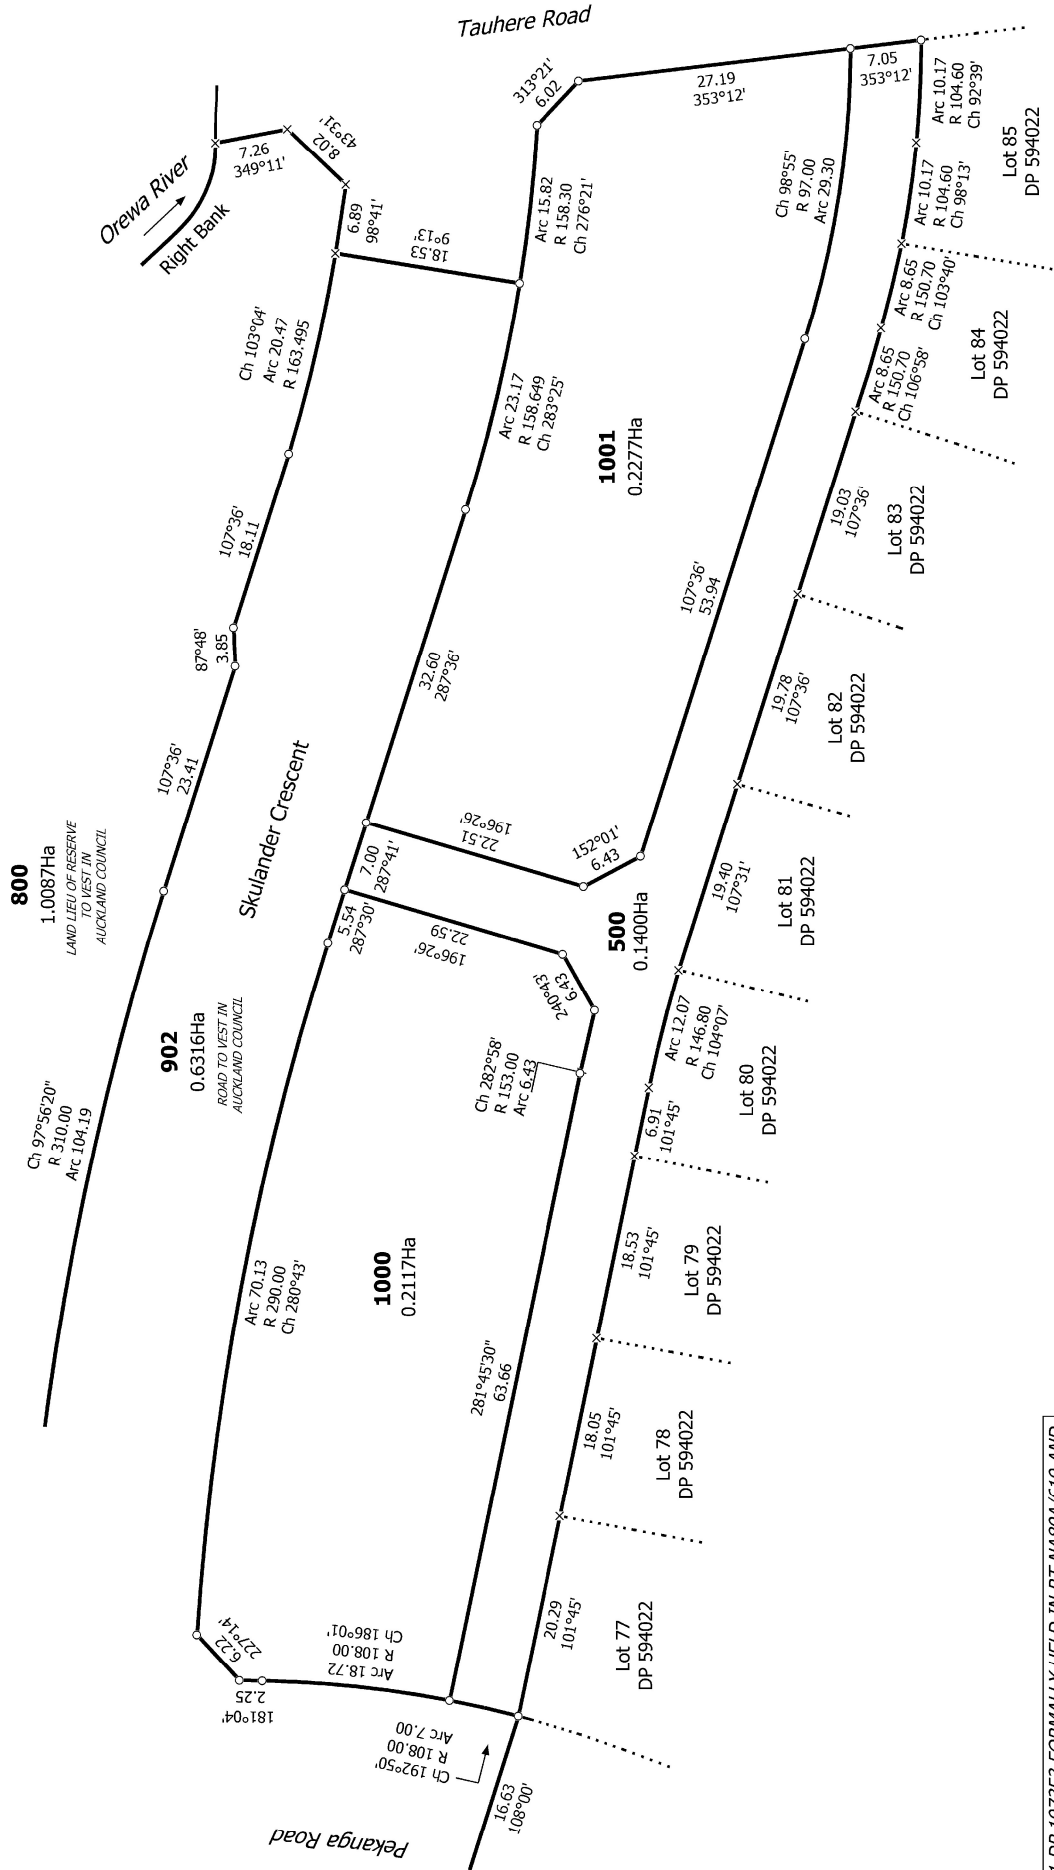 Tauhere Road
Orewa River
Right Bank
7.26
349°11'
8.02
43°31'
6.89
98°41'
18.53
9°13'
313°21'
6.02
27.19
353°12'
7.05
353°12'
Arc 15.82
R 158.30
Ch 276°21'
Ch 98°55'
R 97.00
Arc 29.30
Arc 10.17
R 104.60
Ch 92°39'
Lot 85
DP 594022
Arc 10.17
R 104.60
Ch 98°13'
Arc 8.65
R 150.70
Ch 103°40'
Lot 84
DP 594022
Arc 8.65
R 150.70
Ch 106°58'
Ch 103°04'
Arc 20.47
R 163.495
Arc 23.17
R 158.649
Ch 283°25'
1001
0.2277Ha
107°36'
18.11
87°48'
3.85
107°36'
23.41
32.60
287°36'
107°36'
53.94
19.03
107°36'
Lot 83
DP 594022
19.78
107°36'
Lot 82
DP 594022
Skulander Crescent
800
1.0087Ha
LAND LIEU OF RESERVE
TO VEST IN
AUCKLAND COUNCIL
7.00
287°41'
5.54
287°30'
196°26'
22.51
196°26'
22.59
152°01'
6.43
240°43'
6.43
500
0.1400Ha
19.40
107°31'
Lot 81
DP 594022
902
0.6316Ha
ROAD TO VEST IN
AUCKLAND COUNCIL
Ch 97°56'20"
R 310.00
Arc 104.19
Ch 282°58'
R 153.00
Arc 6.43
Arc 12.07
R 146.80
Ch 104°07'
Lot 80
DP 594022
6.91
101°45'
Arc 70.13
R 290.00
Ch 280°43'
1000
0.2117Ha
281°45'30"
63.66
18.53
101°45'
Lot 79
DP 594022
18.05
101°45'
Lot 78
DP 594022
20.29
101°45'
Lot 77
DP 594022
6.22
227°14'
2.25
181°04'
Arc 18.72
R 108.00
Ch 186°01'
Arc 7.00
R 108.00
Ch 192°50'
16.63
108°00'
Pekanga Road